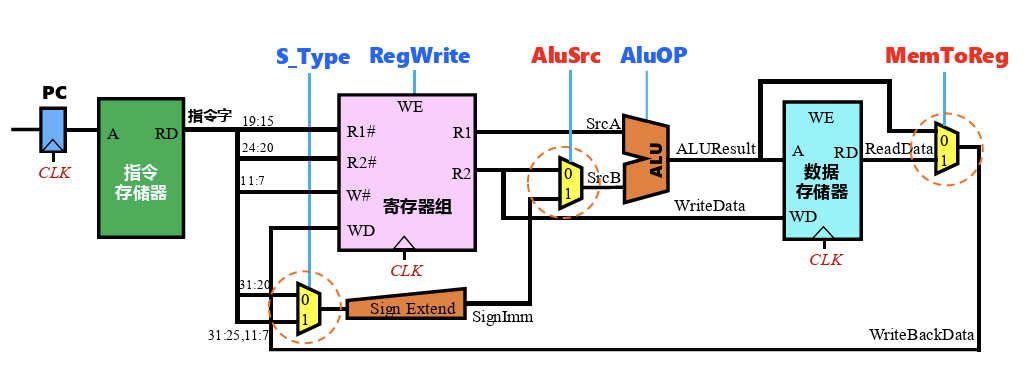 S_Type
RegWrite
AluSrc
AluOP
MemToReg
PC
CLK
A
RD
指令
存储器
指令字
19:15
24:20
11:7
WE
R1#
R2#
W#
WD
R1
R2
寄存器组
CLK
31:20
31:25,11:7
0
1
Sign Extend
SignImm
SrcA
0
1
SrcB
ALU
ALUResult
WriteData
WE
A
RD
数据
存储器
WD
CLK
ReadData
0
1
WriteBackData